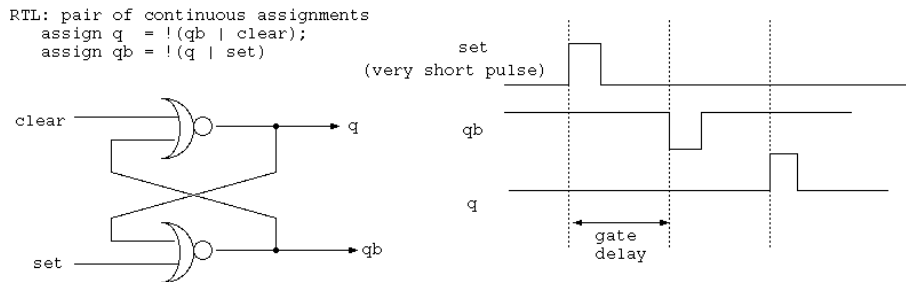 RTL: pair of continuous assignments
assign q = !(qb | clear);
assign qb = !(q | set)
set
(very short pulse)
clear
q
qb
q
gate
delay
set
qb